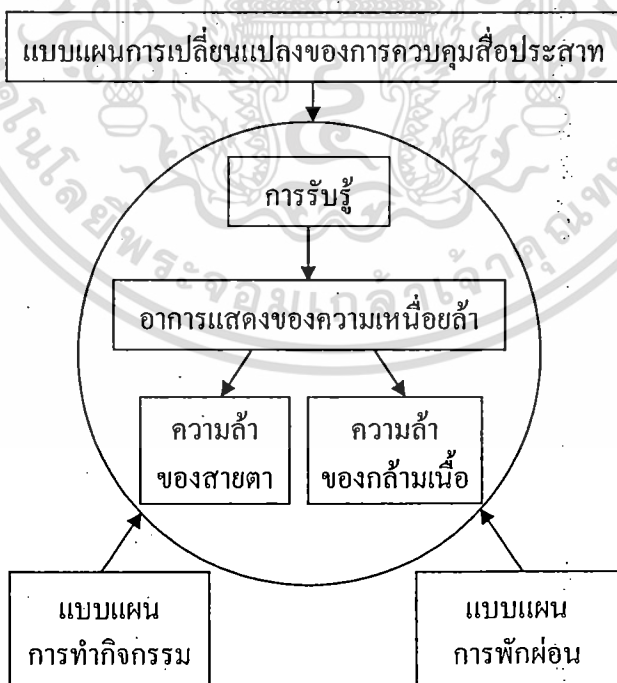 แบบแผนการเปลี่ยนแปลงของการควบคุมสื่อประสาท
การรับรู้
อาการแสดงของความเหนื่อยล้า
ความล้า
ของสายตา
ความล้า
ของกล้ามเนื้อ
แบบแผน
การทำกิจกรรม
แบบแผน
การพักผ่อน